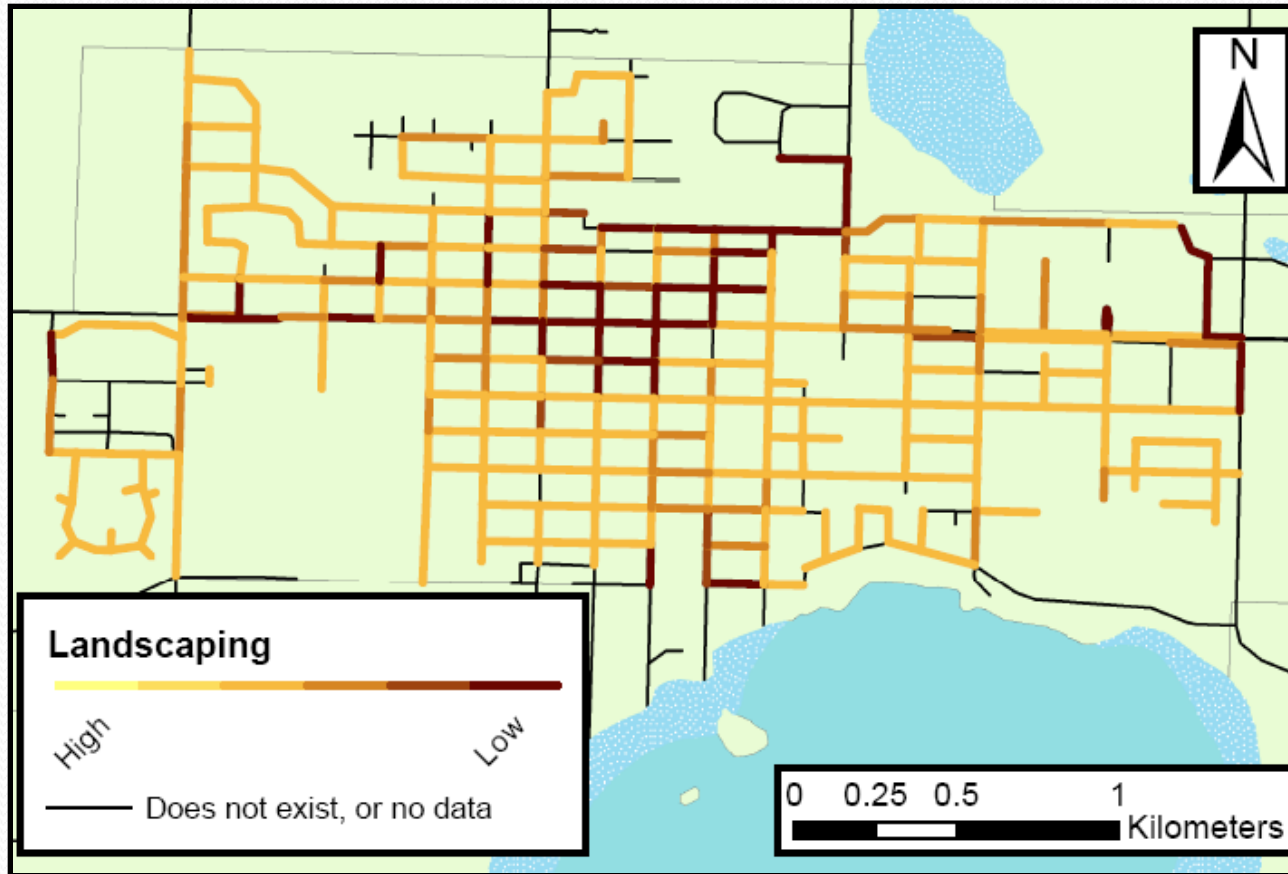 N
Landscaping
High
Low
Does not exist, or no data
0 0.25 0.5 1
Kilometers